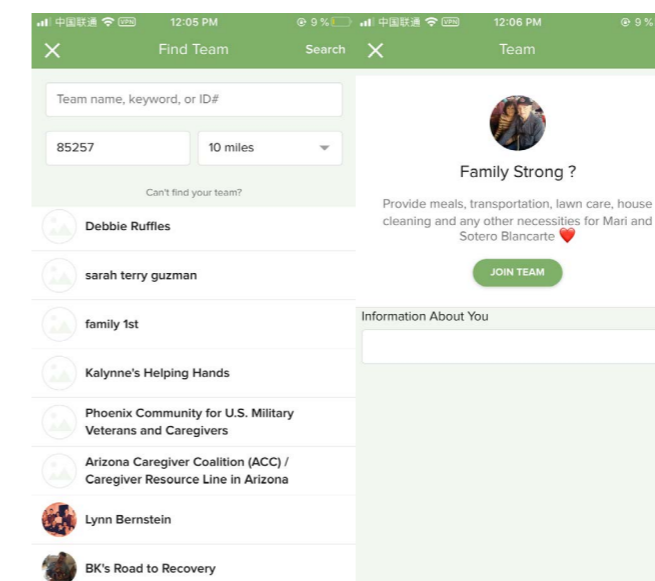 中国联通 VPN 12:05 PM 9 %
Find Team Search
Team name, keyword, or ID#
85257 10 miles
Can't find your team?
Debbie Ruffles
sarah terry guzman
family 1st
Kalynne's Helping Hands
Phoenix Community for U.S. Military
Veterans and Caregivers
Arizona Caregiver Coalition (ACC) /
Caregiver Resource Line in Arizona
Lynn Bernstein
BK's Road to Recovery
中国联通 VPN 12:06 PM 9 %
Team
Family Strong ?
Provide meals, transportation, lawn care, house
cleaning and any other necessities for Mari and
Sotero Blancarte ❤️
JOIN TEAM
Information About You